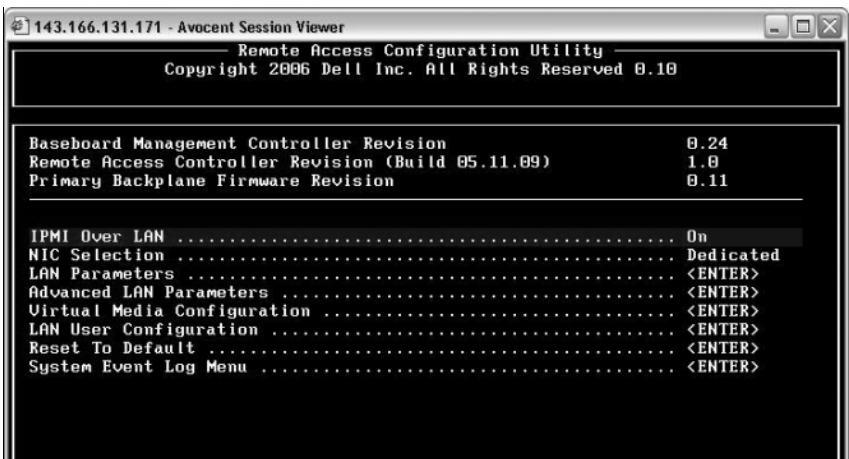 143.166.131.171 - Avocent Session Viewer
Remote Access Configuration Utility
Copyright 2006 Dell Inc. All Rights Reserved 0.10
Baseboard Management Controller Revision 0.24
Remote Access Controller Revision (Build 05.11.09) 1.0
Primary Backplane Firmware Revision 0.11
IPMI Over LAN ................................................ On
NIC Selection ................................................ Dedicated
LAN Parameters ............................................... <ENTER>
Advanced LAN Parameters ....................................... <ENTER>
Virtual Media Configuration .................................. <ENTER>
LAN User Configuration ....................................... <ENTER>
Reset To Default ............................................. <ENTER>
System Event Log Menu ........................................ <ENTER>